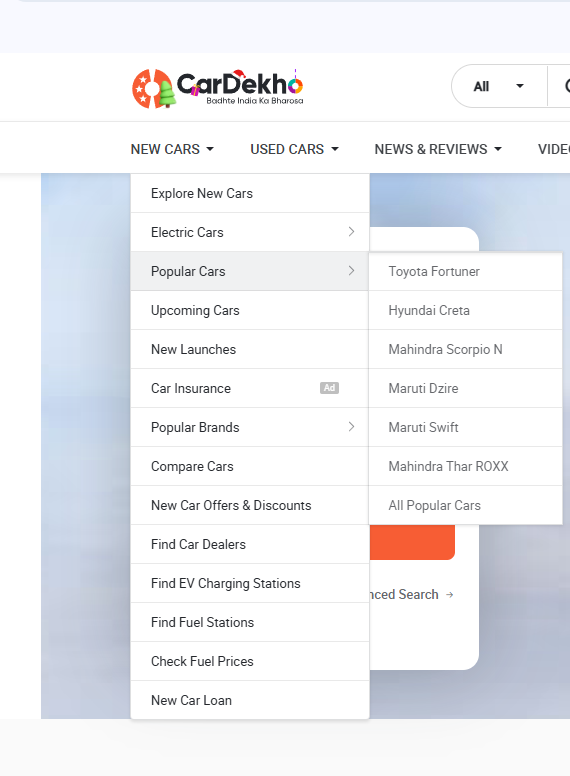 CarDekho
Badhte India Ka Bharosa
All
NEW CARS
USED CARS
NEWS & REVIEWS
Explore New Cars
Electric Cars
Popular Cars
Toyota Fortuner
Upcoming Cars
Hyundai Creta
New Launches
Mahindra Scorpio N
Car Insurance
Ad
Maruti Dzire
Popular Brands
Maruti Swift
Compare Cars
Mahindra Thar ROXX
New Car Offers & Discounts
All Popular Cars
Find Car Dealers
Find EV Charging Stations
Search
Find Fuel Stations
Check Fuel Prices
New Car Loan